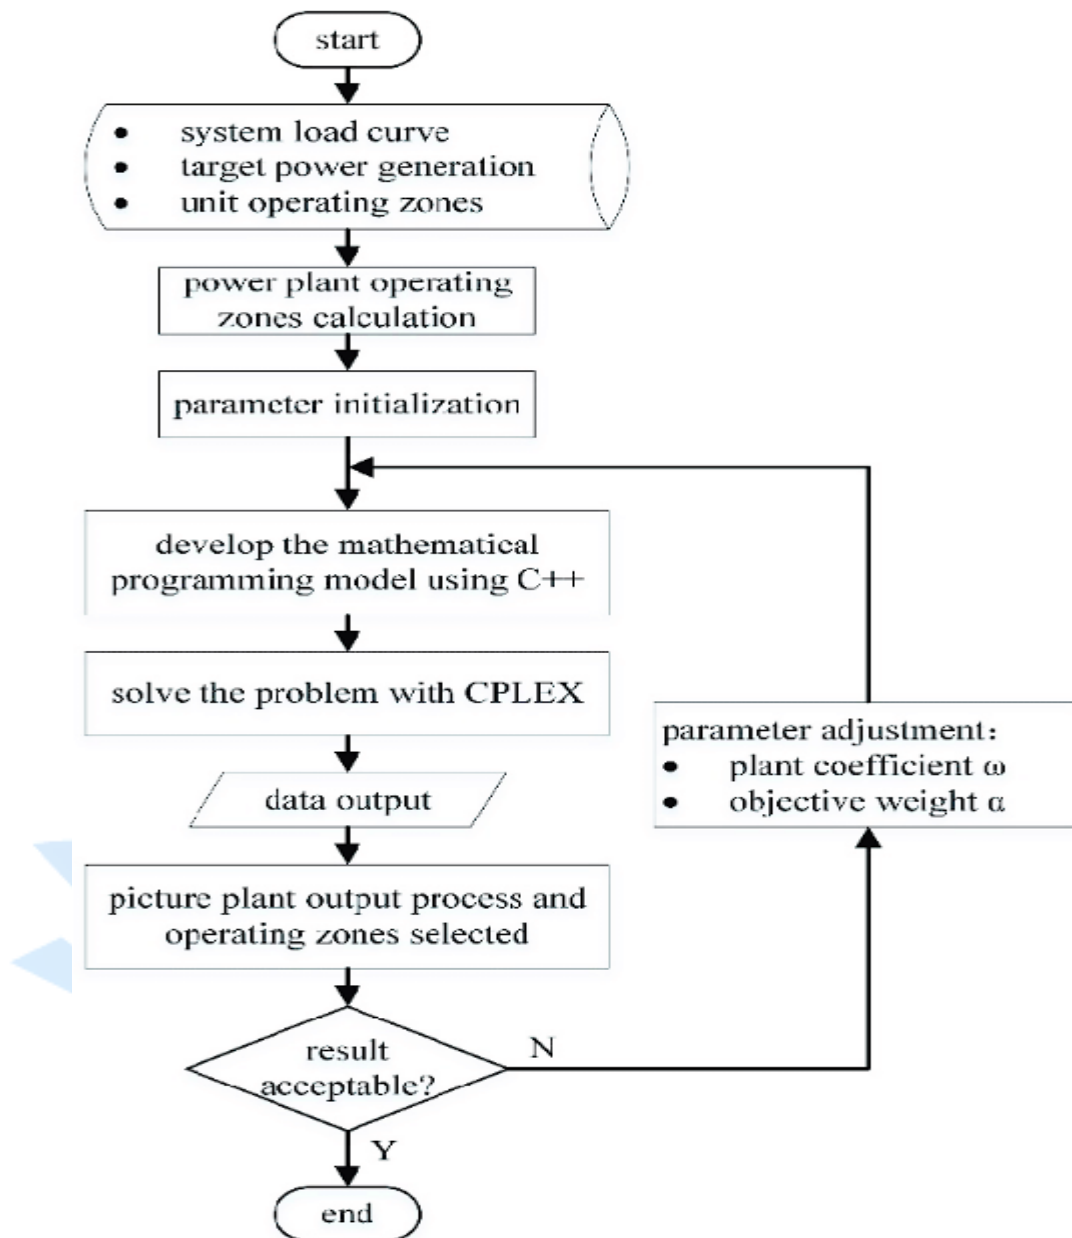 start
• system load curve
• target power generation
• unit operating zones
power plant operating
zones calculation
parameter initialization
develop the mathematical
programming model using C++
solve the problem with CPLEX
data output
picture plant output process and
operating zones selected
result
acceptable?
N
parameter adjustment:
• plant coefficient ω
• objective weight α
Y
end